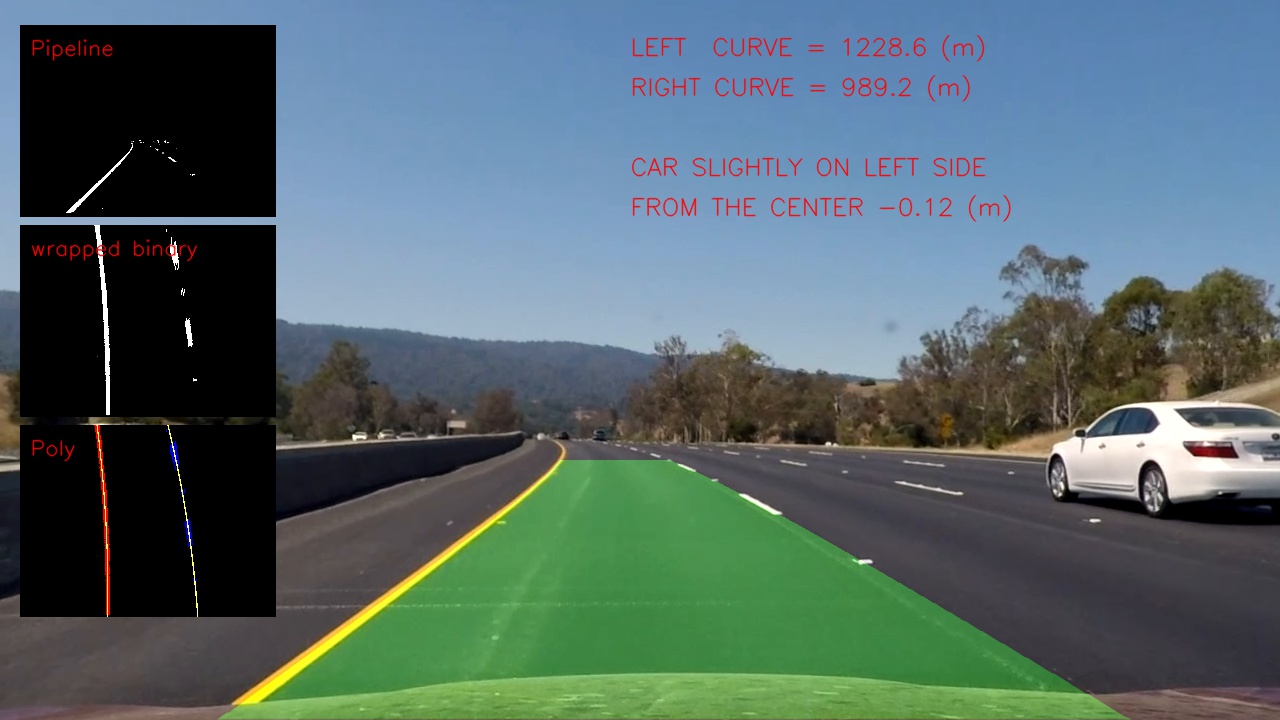 Pipeline
LEFT  CURVE = 1228.6 (m)
RIGHT CURVE = 989.2 (m)
CAR SLIGHTLY ON LEFT SIDE
FROM THE CENTER -0.12 (m)
wrapped binary
Poly